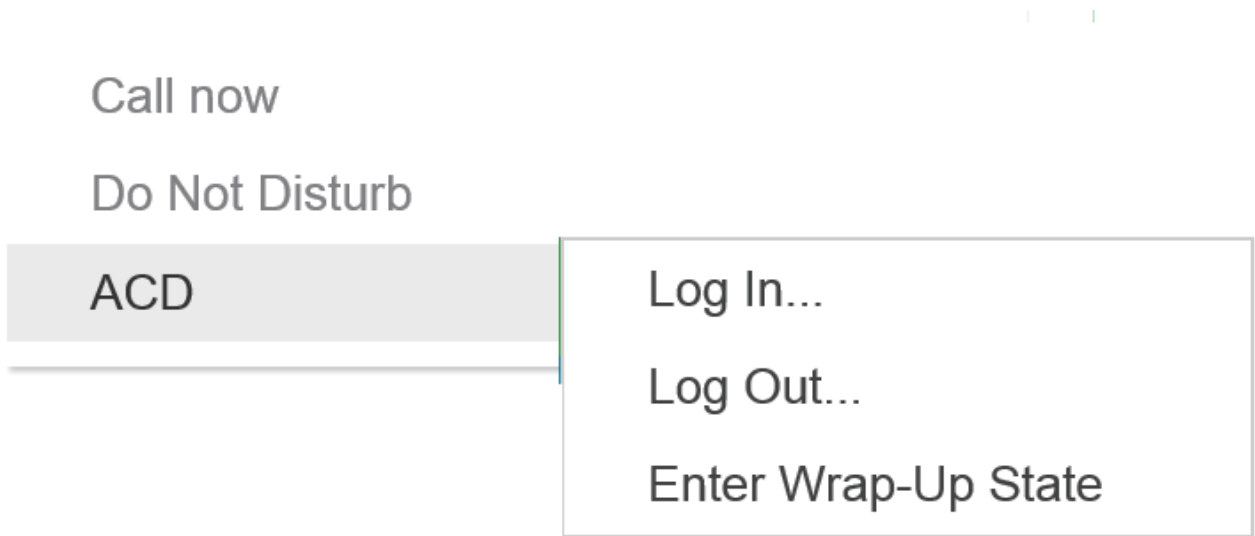 Call now
Do Not Disturb
ACD
Log In...
Log Out...
Enter Wrap-Up State